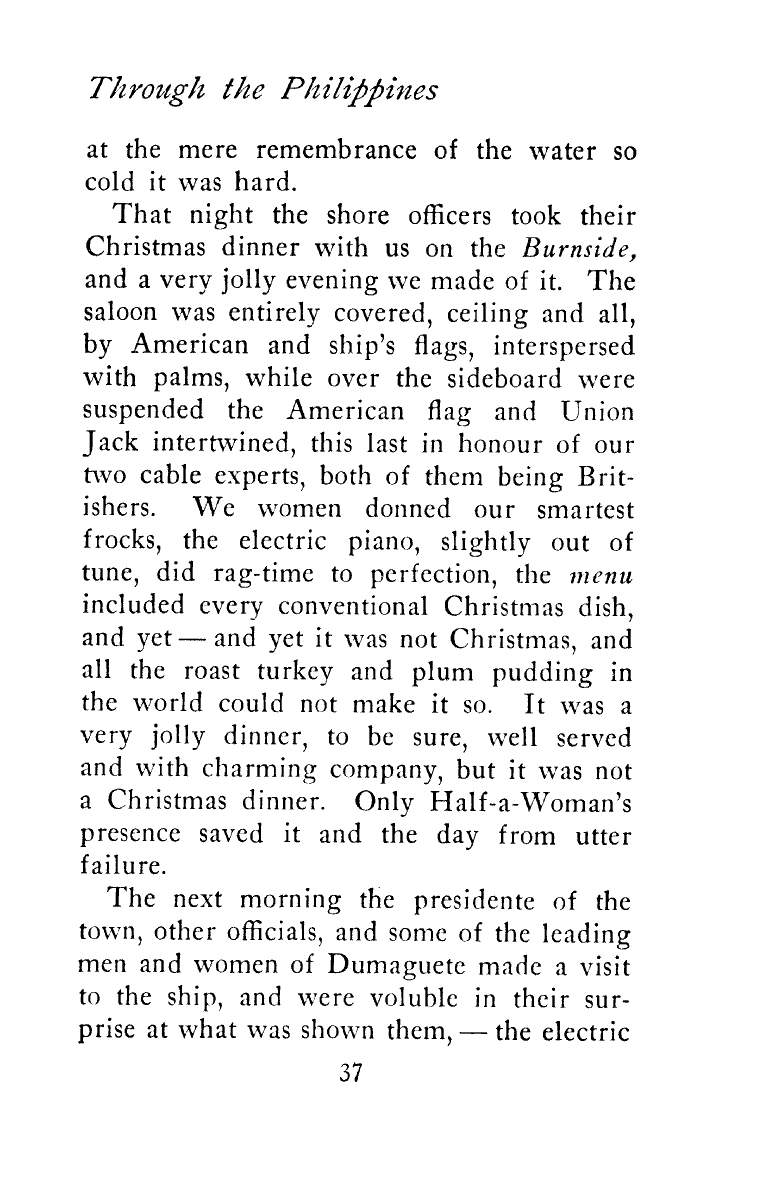 Through the Philippines
at the mere remembrance of the water so
cold it was hard.
That night the shore officers took their
Christmas dinner with us on the Burnside,
and a very jolly evening we made of it. The
saloon was entirely covered, ceiling and all,
by American and ship's flags, interspersed
with palms, while over the sideboard were
suspended the American flag and Union
Jack intertwined, this last in honour of our
two cable experts, both of them being Brit-
ishers. We women donned our smartest
frocks, the electric piano, slightly out of
tune, did rag-time to perfection, the menu
included every conventional Christmas dish,
and yet — and yet it was not Christmas, and
all the roast turkey and plum pudding in
the world could not make it so. It was a
very jolly dinner, to be sure, well served
and with charming company, but it was not
a Christmas dinner. Only Half-a-Woman's
presence saved it and the day from utter
failure.
The next morning the presidente of the
town, other officials, and some of the leading
men and women of Dumaguete made a visit
to the ship, and were voluble in their sur-
prise at what was shown them, — the electric
37